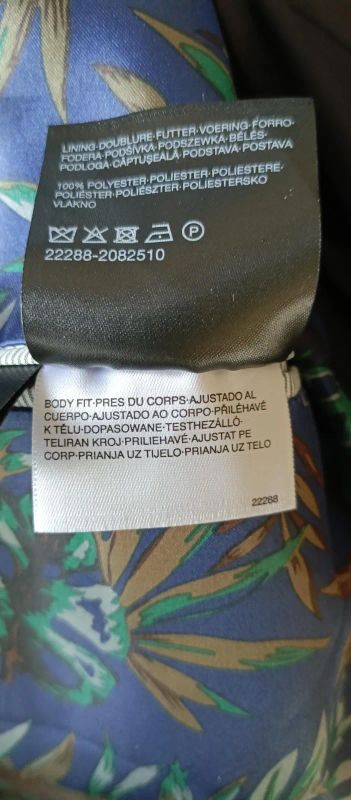 LINING·DOUBLURE·FUTTER·VOERING·FORRO·
FODERA·PODŠÍVKA·PODSZEWKA·BÉLÉS·
PODLOGA·CĂPTUȘEALĂ·PODSTAVA·POSTAVA
100% POLYESTER·POLIESTER·POLIESTERE·
POLIÉSTER·POLIÉSZTER·POLIESTERSKO
VLAKNO
P
22288-2082510
BODY FIT·PRES DU CORPS·AJUSTADO AL
CUERPO·AJUSTADO AO CORPO·PŘILÉHAVÉ
K TĚLU·DOPASOWANE·TESTHEZÁLLÓ·
TELIRAN KROJ·PRILIEHAVÉ·AJUSTAT PE
CORP·PRIANJA UZ TIJELO·PRIANJA UZ TELO
22288